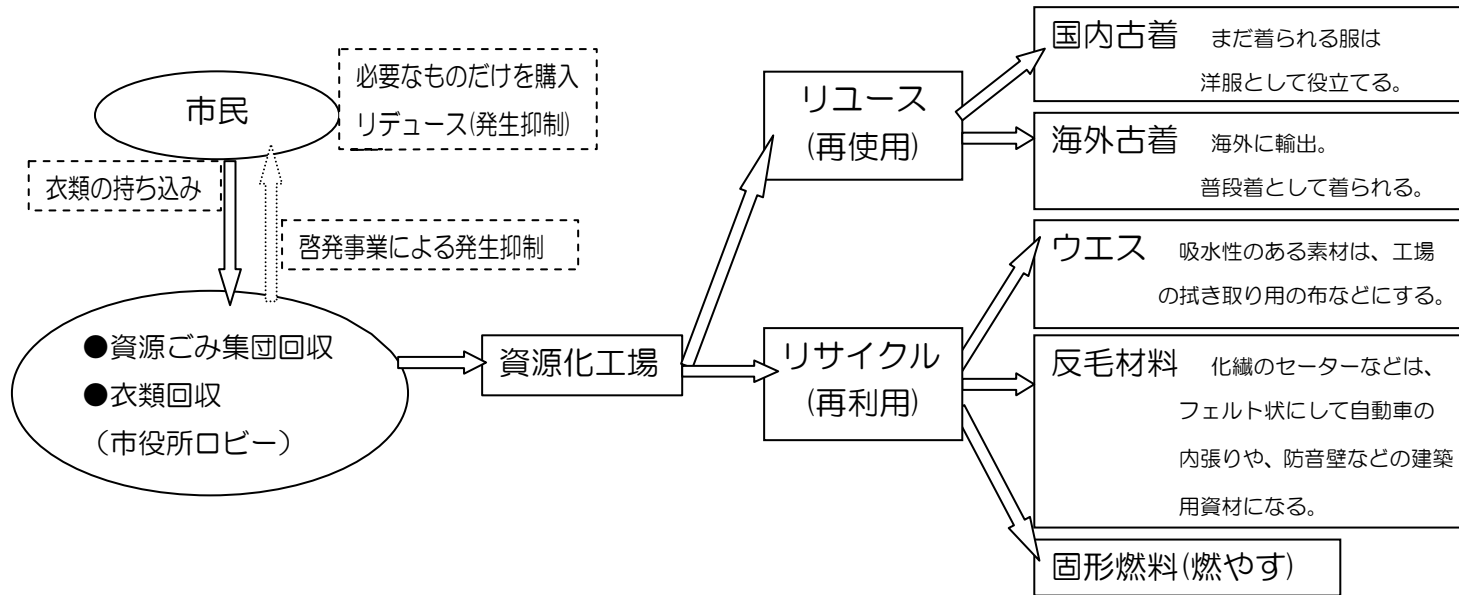 市民
必要なものだけを購入
リデュース(発生抑制)
衣類の持ち込み
啓発事業による発生抑制
●資源ごみ集団回収
●衣類回収
（市役所ロビー）
資源化工場
リユース
(再使用)
リサイクル
(再利用)
国内古着 まだ着られる服は
洋服として役立てる。
海外古着 海外に輸出。
普段着として着られる。
ウエス 吸水性のある素材は、工場
の拭き取り用の布などにする。
反毛材料 化繊のセーターなどは、
フェルト状にして自動車の
内張りや、防音壁などの建築
用資材になる。
固形燃料(燃やす)